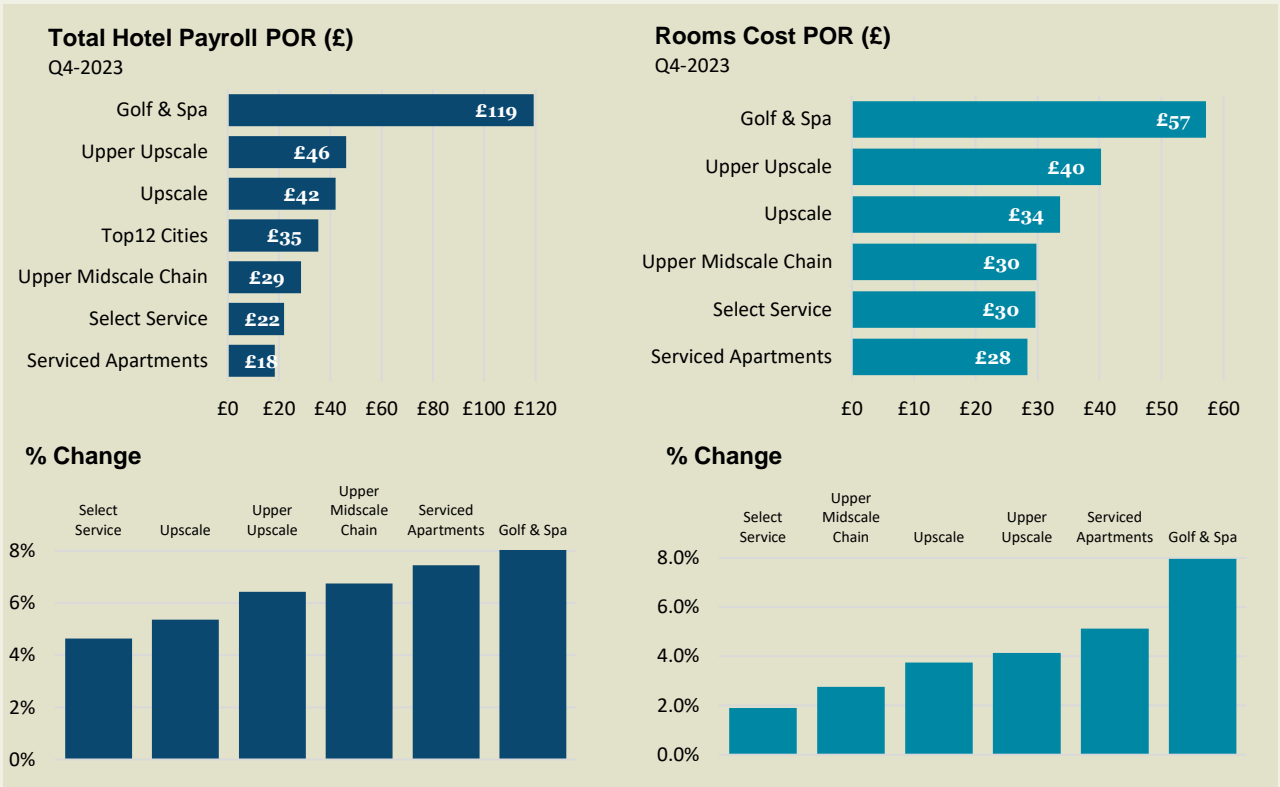 Total Hotel Payroll POR (£)
Q4-2023
Golf & Spa £119
Upper Upscale £46
Upscale £42
Top12 Cities £35
Upper Midscale Chain £29
Select Service £22
Serviced Apartments £18
£0 £20 £40 £60 £80 £100 £120
Rooms Cost POR (£)
Q4-2023
Golf & Spa £57
Upper Upscale £40
Upscale £34
Upper Midscale Chain £30
Select Service £30
Serviced Apartments £28
£0 £10 £20 £30 £40 £50 £60
% Change
Select
Service
Upscale
Upper
Upscale
Upper
Midscale
Chain
Serviced
Apartments
Golf & Spa
8%
6%
4%
2%
0%
% Change
Select
Service
Upper
Midscale
Chain
Upscale
Upper
Upscale
Serviced
Apartments
Golf & Spa
8.0%
6.0%
4.0%
2.0%
0.0%